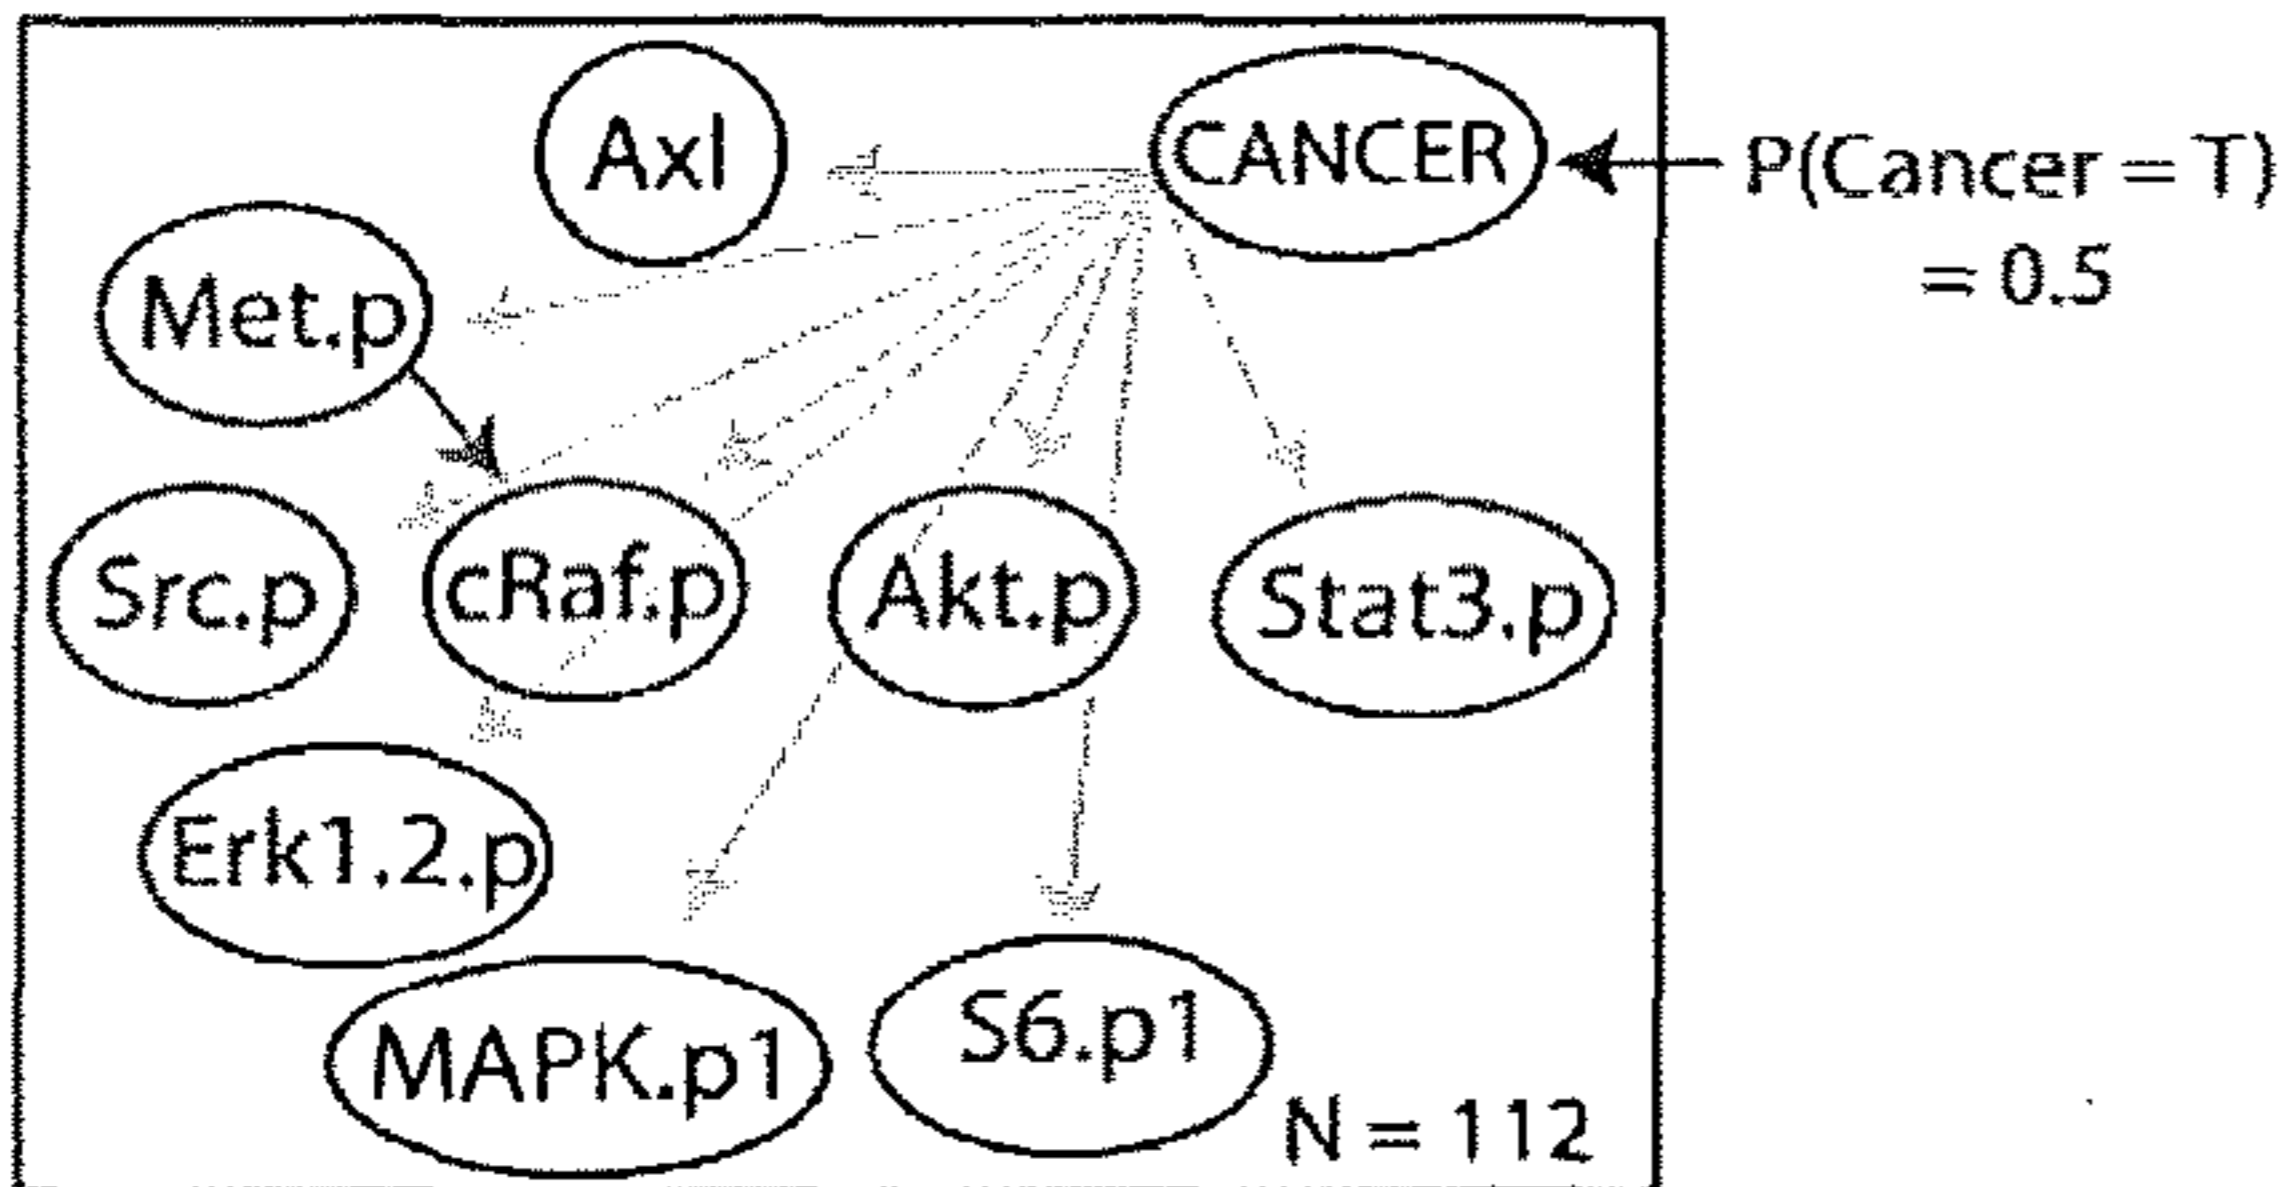 Axl
CANCER
P(Cancer = T)
= 0.5
Met.p
Src.p
cRaf.p
Akt.p
Stat3.p
Erk1.2.p
MAPK.p1
S6.p1
N = 112